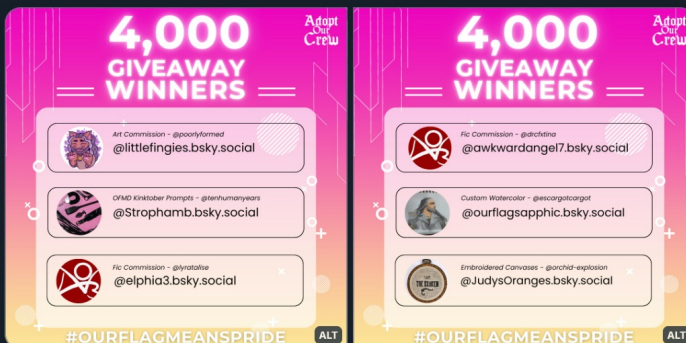 Adopt
Our
Crew
4,000
GIVEAWAY
WINNERS
Art Commission - @poorlyformed
@littlefingies.bsky.social
OFMD Kinktober Prompts - @tenhumanyears
@Strophamb.bsky.social
Fic Commission - @lyratalise
@elphia3.bsky.social
#OURFLAGMEANSPRIDE
ALT
Adopt
Our
Crew
4,000
GIVEAWAY
WINNERS
Fic Commission - @drcfxtina
@awkwardangel7.bsky.social
Custom Watercolor - @escargotcargot
@ourflagsapphic.bsky.social
THE KRAKEN
Embroidered Canvases - @orchid-explosion
@JudysOranges.bsky.social
#OURFLAGMEANSPRIDE
ALT